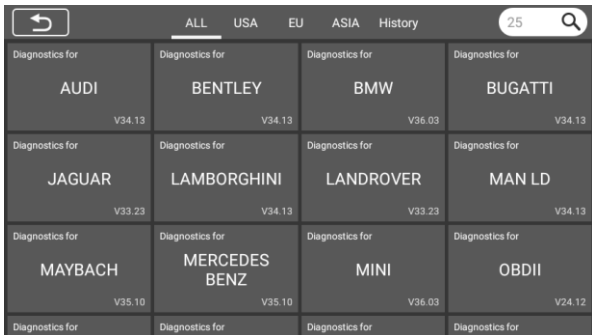 ALL USA EU ASIA History 25
Diagnostics for Diagnostics for Diagnostics for Diagnostics for
AUDI BENTLEY BMW BUGATTI
V34.13 V34.13 V36.03 V34.13
Diagnostics for Diagnostics for Diagnostics for Diagnostics for
JAGUAR LAMBORGHINI LANDROVER MAN LD
V33.23 V34.13 V33.23 V34.13
Diagnostics for Diagnostics for Diagnostics for Diagnostics for
MAYBACH MERCEDES BENZ MINI OBDII
V35.10 V35.10 V36.03 V24.12
Diagnostics for Diagnostics for Diagnostics for Diagnostics for